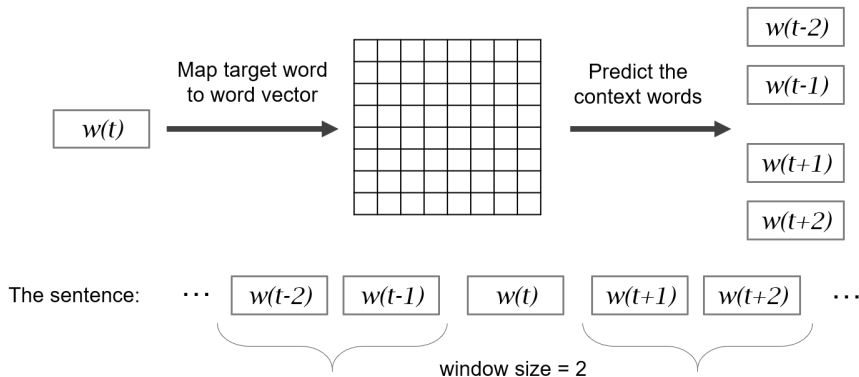 w(t)
Map target word
to word vector
Predict the
context words
w(t-2)
w(t-1)
w(t+1)
w(t+2)
The sentence: ... w(t-2) w(t-1) w(t) w(t+1) w(t+2) ...
window size = 2